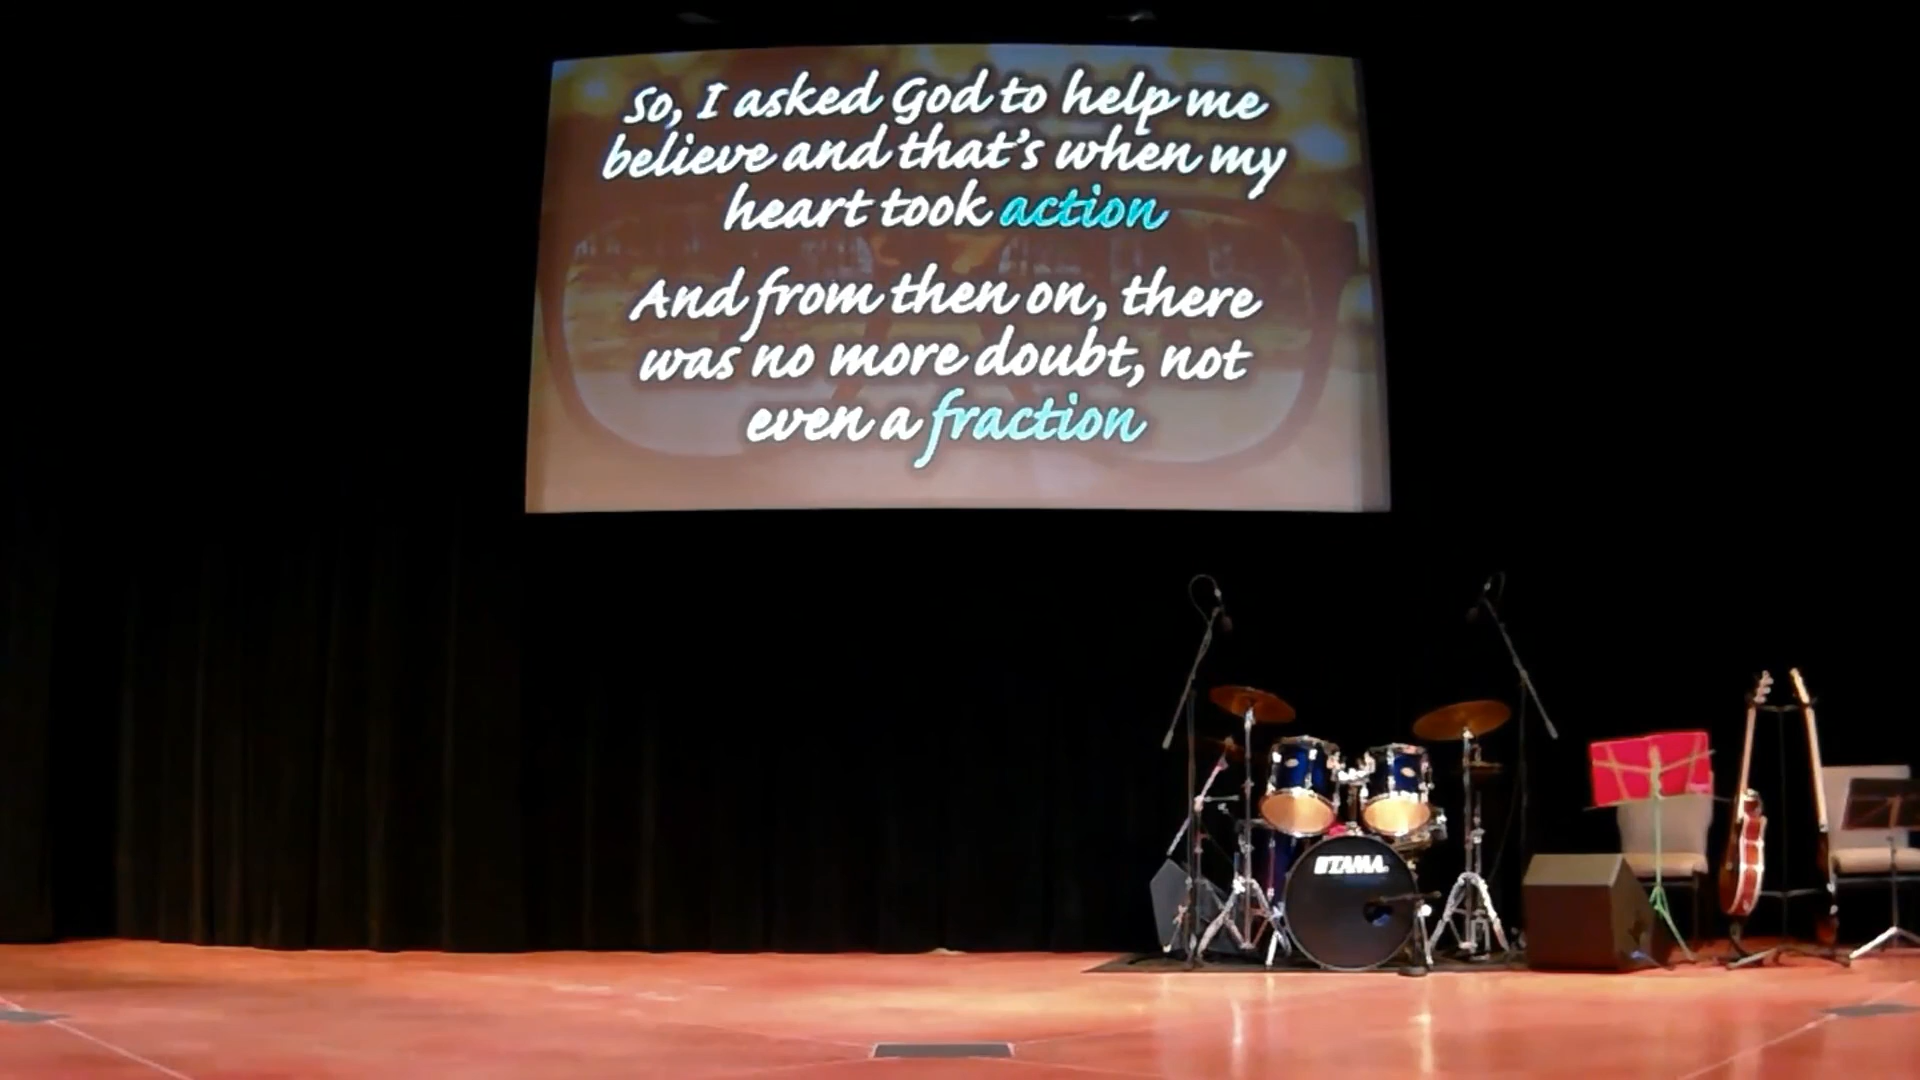 So, I asked God to help me
believe and that's when my
heart took action
And from then on, there
was no more doubt, not
even a fraction
TAMA